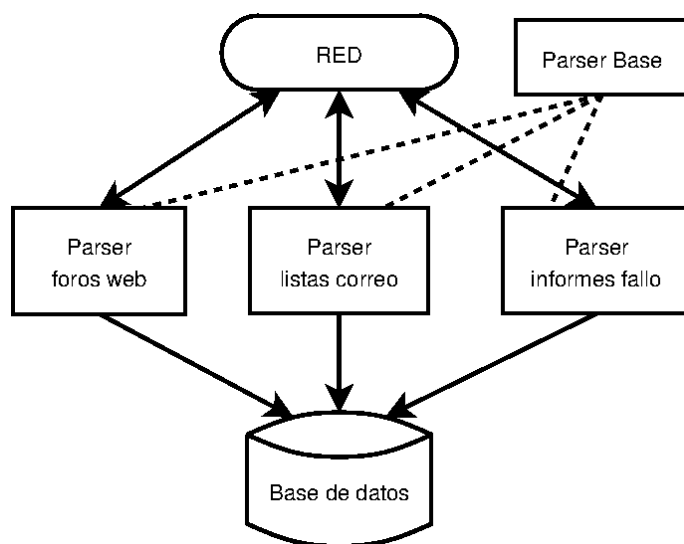 RED
Parser Base
Parser
foros web
Parser
listas correo
Parser
informes fallo
Base de datos